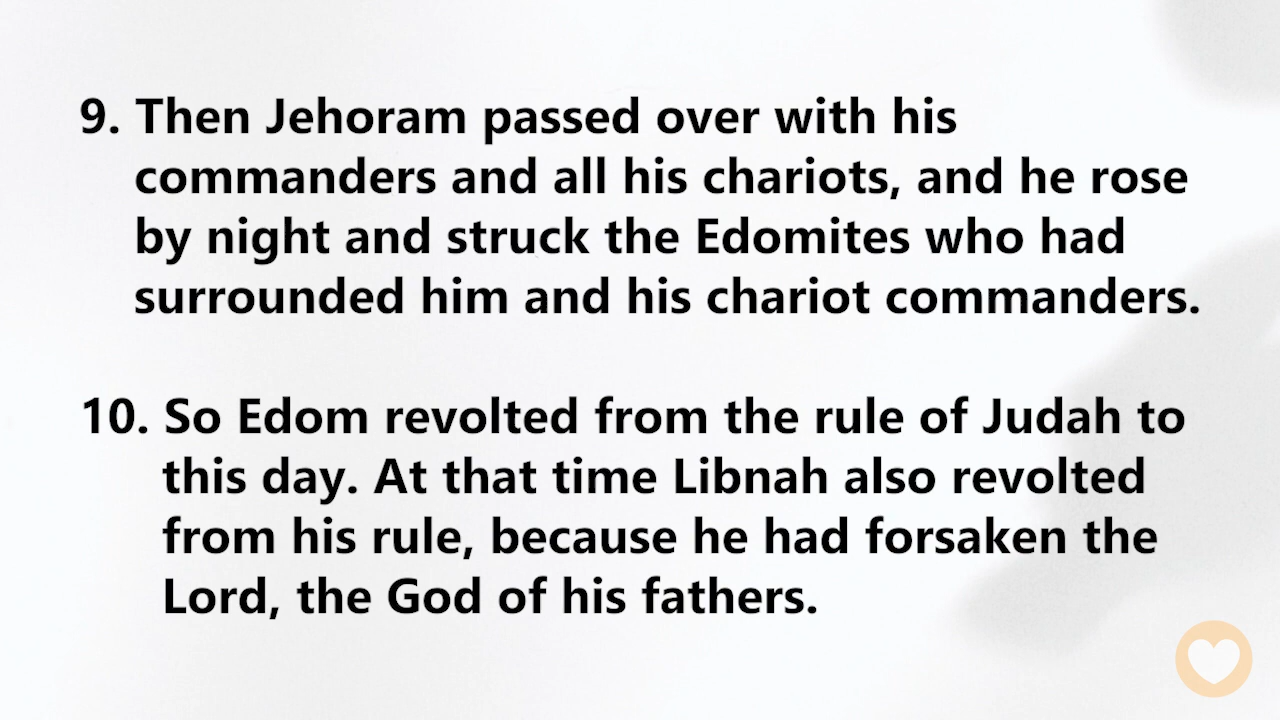 9. Then Jehoram passed over with his
commanders and all his chariots, and he rose
by night and struck the Edomites who had
surrounded him and his chariot commanders.
10. So Edom revolted from the rule of Judah to
this day. At that time Libnah also revolted
from his rule, because he had forsaken the
Lord, the God of his fathers.